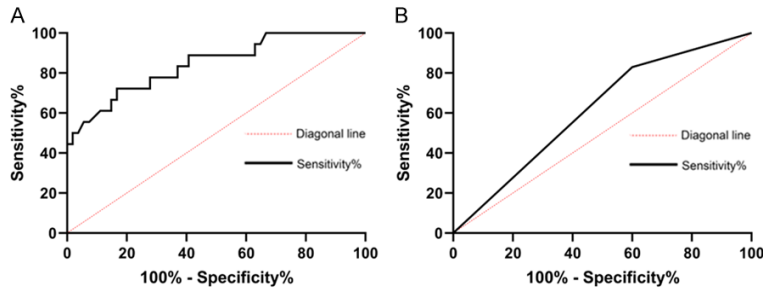 A
Sensitivity%
100
80
60
40
20
0
0 20 40 60 80 100
100% - Specificity%
Diagonal line
Sensitivity%
B
Sensitivity%
100
80
60
40
20
0
0 20 40 60 80 100
100% - Specificity%
Diagonal line
Sensitivity%